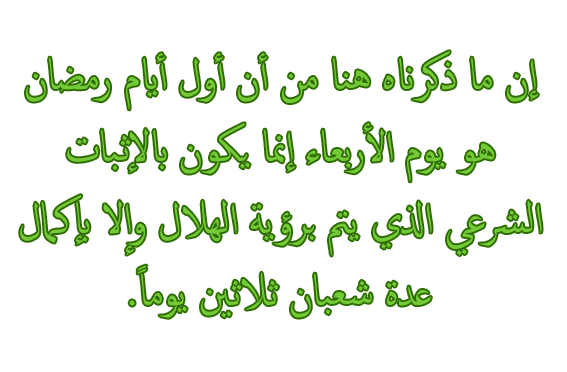 إن ما ذكرناه هنا من أن أول أيام رمضان
هو يوم الأربعاء إنما يكون بالإثبات
الشرعي الذي يتم برؤية الهلال وإلا بإكمال
عدة شعبان ثلاثين يوماً.